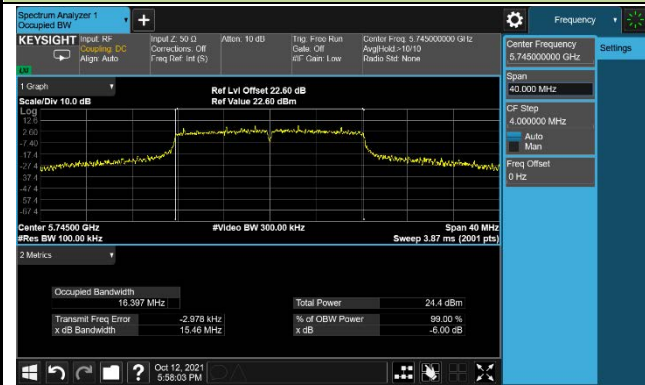 Spectrum Analyzer 1
Occupied BW
KEYSIGHT
Input: RF
Coupling: DC
Align: Auto
Input Z: 50 Ω
Corrections: Off
Freq Ref: Int (S)
Atten: 10 dB
Trig: Free Run
Gate: Off
#IF Gain: Low
Center Freq: 5.745000000 GHz
Avg|Hold:>10/10
Radio Std: None
1 Graph
Scale/Div 10.0 dB
Ref Lvl Offset 22.60 dB
Ref Value 22.60 dBm
Log
12.6
2.60
-7.40
-17.4
-27.4
-37.4
-47.4
-57.4
-67.4
Center 5.74500 GHz
#Res BW 100.00 kHz
#Video BW 300.00 kHz
Span 40 MHz
Sweep 3.87 ms (2001 pts)
2 Metrics
Occupied Bandwidth
16.397 MHz
Transmit Freq Error -2.978 kHz
x dB Bandwidth 15.46 MHz
Total Power 24.4 dBm
% of OBW Power 99.00 %
x dB -6.00 dB
Oct 12, 2021
5:58:03 PM
Frequency
Settings
Center Frequency
5.745000000 GHz
Span
40.000 MHz
CF Step
4.000000 MHz
Auto
Man
Freq Offset
0 Hz